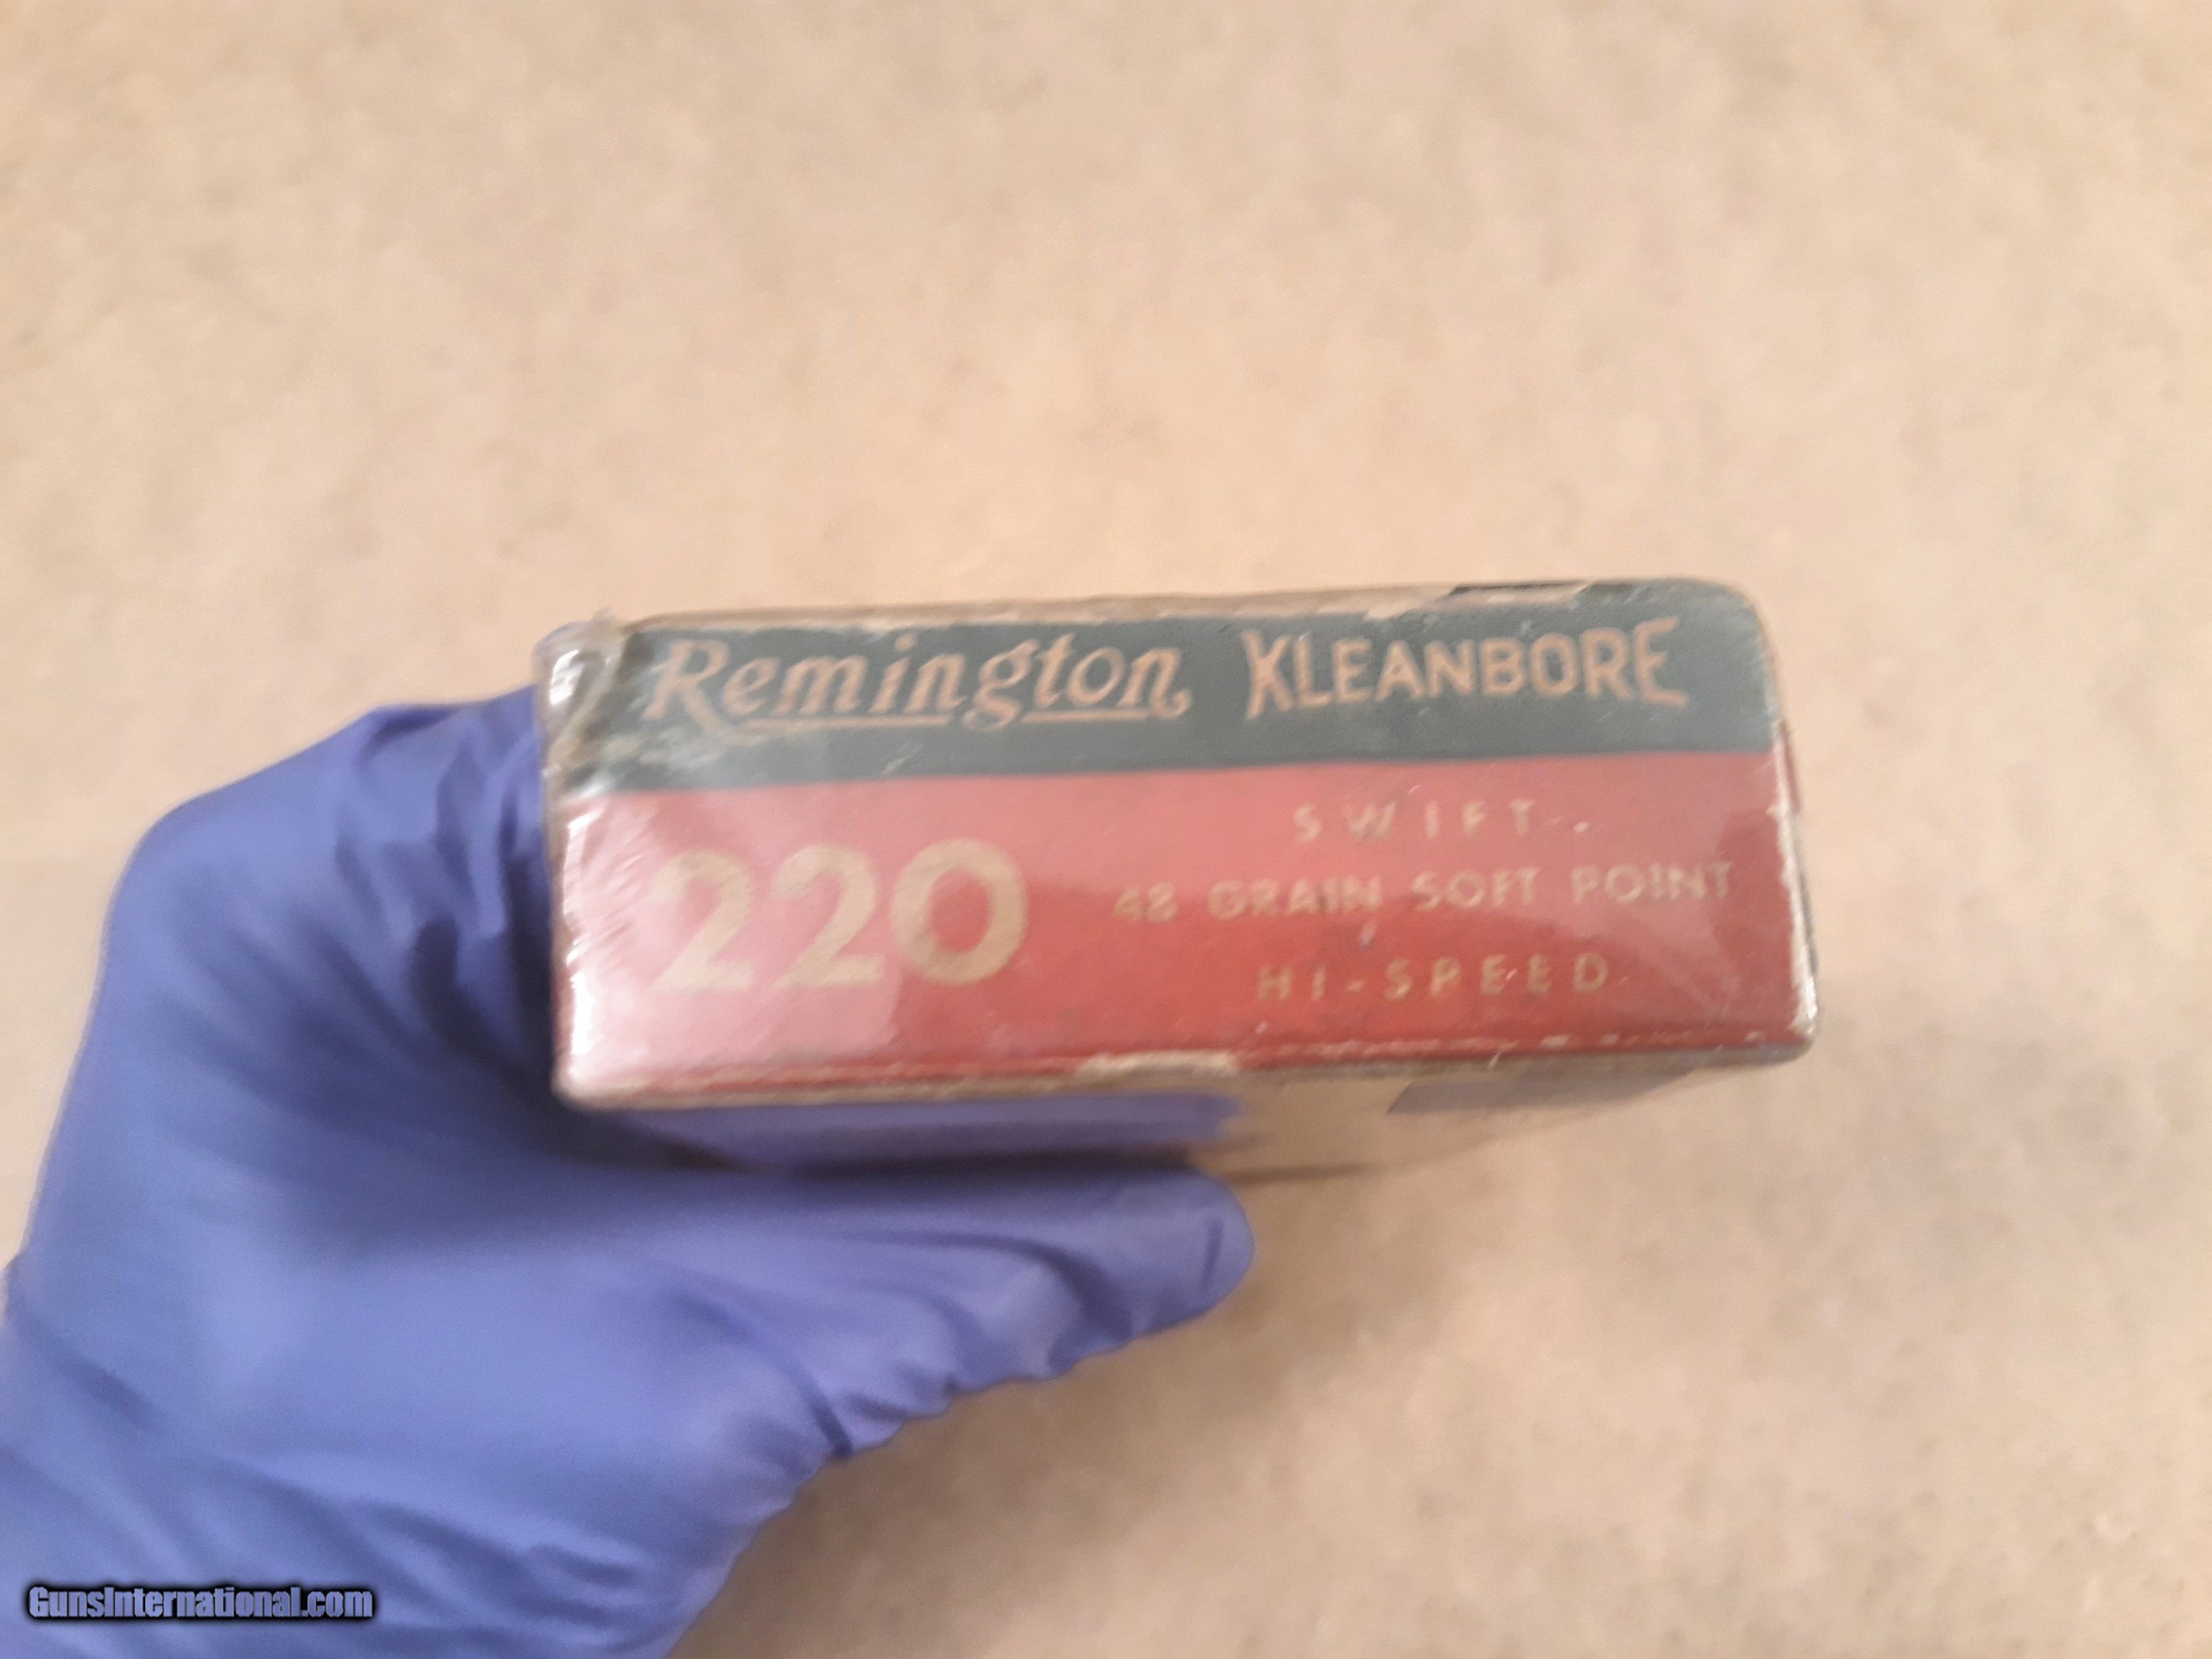 Remington KLEANBORE
220
SWIFT
48 GRAIN SOFT POINT
HI-SPEED
GunsInternational.com